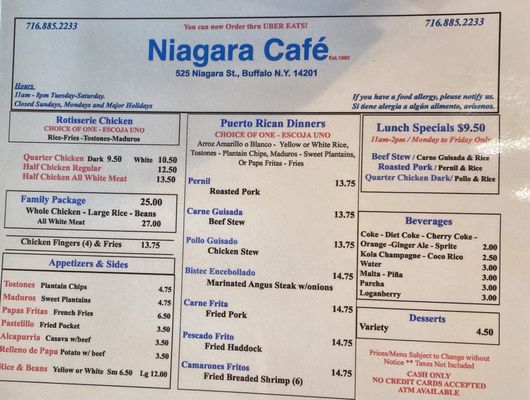 716.885.2233
You can now Order thru UBER EATS!
716.885.2233
Niagara Café Est.1992
525 Niagara St., Buffalo N.Y. 14201
Hours
11am - 8pm Tuesday-Saturday.
Closed Sundays, Mondays and Major Holidays
If you have a food allergy, please notify us.
Si tiene alergia a algún alimento, avísenos.
Rotisserie Chicken
CHOICE OF ONE - ESCOJA UNO
Rice-Fries -Tostones-Maduros
Quarter Chicken Dark 9.50 White 10.50
Half Chicken Regular 12.50
Half Chicken All White Meat 13.50
Family Package 25.00
Whole Chicken - Large Rice - Beans
All White Meat 27.00
Chicken Fingers (4) & Fries 13.75
Appetizers & Sides
Tostones Plantain Chips 4.75
Maduros Sweet Plantains 4.75
Papas Fritas French Fries 6.50
Pastelillo Fried Pocket 3.50
Alcapurria Casava w/beef 3.50
Relleno de Papa Potato w/ beef 3.50
Rice & Beans Yellow or White Sm 6.50 Lg 12.00
Puerto Rican Dinners
CHOICE OF ONE - ESCOJA UNO
Arroz Amarillo o Blanco - Yellow or White Rice,
Tostones - Plantain Chips, Maduros - Sweet Plantains,
Or Papa Fritas - Fries
Pernil 13.75
Roasted Pork
Carne Guisada 13.75
Beef Stew
Pollo Guisado 13.75
Chicken Stew
Bistec Encebollado 14.75
Marinated Angus Steak w/onions
Carne Frita 14.75
Fried Pork
Pescado Frito 14.75
Fried Haddock
Camarones Fritos 14.75
Fried Breaded Shrimp (6)
Lunch Specials $9.50
11am-2pm / Monday to Friday Only
Beef Stew / Carne Guisada & Rice
Roasted Pork / Pernil & Rice
Quarter Chicken Dark/ Pollo & Rice
Beverages
Coke - Diet Coke - Cherry Coke -
Orange -Ginger Ale - Sprite 2.00
Kola Champagne - Coco Rico 2.50
Water 3.00
Malta - Piña 3.00
Parcha 3.00
Loganberry 3.00
Desserts
Variety 4.50
Prices/Menu Subject to Change without
Notice ** Taxes Not Included
CASH ONLY
NO CREDIT CARDS ACCEPTED
ATM AVAILABLE